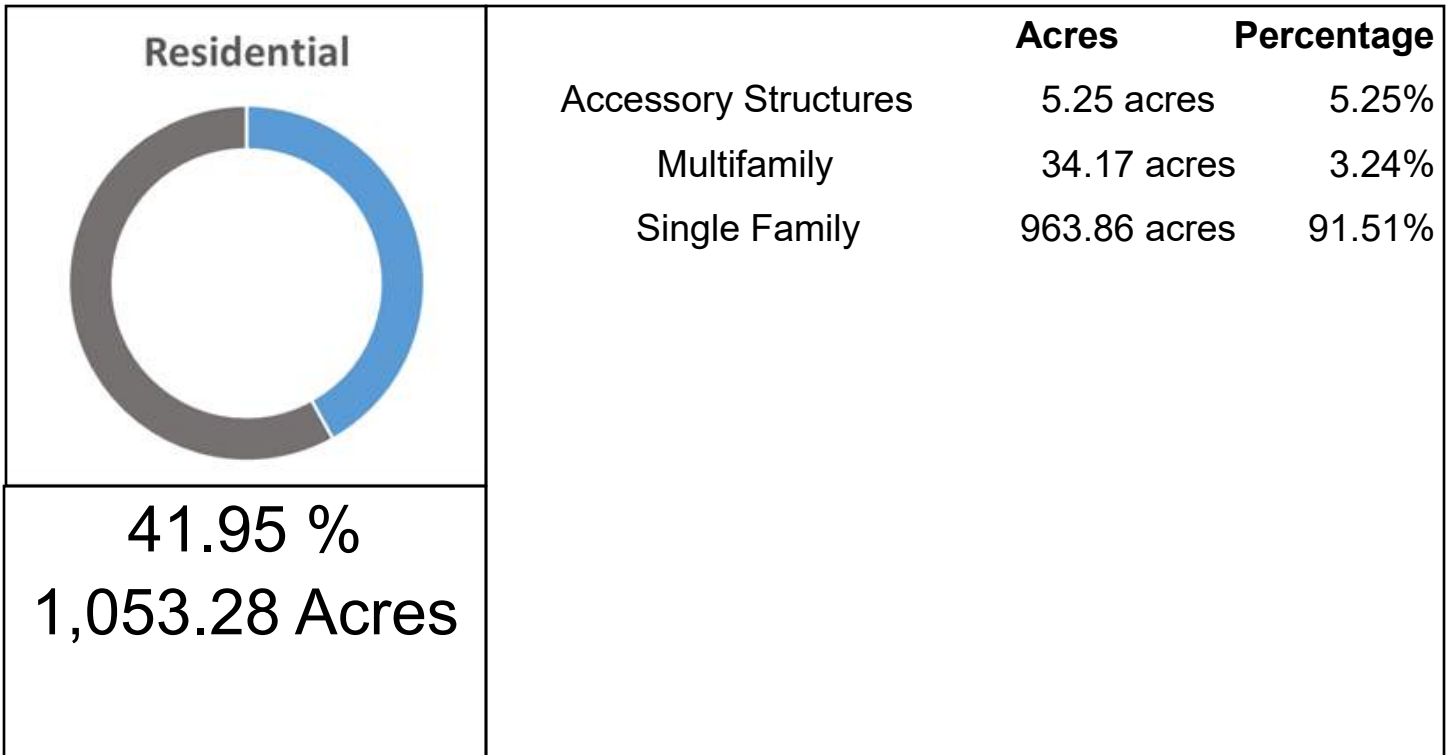 Residential
41.95 %
1,053.28 Acres
Acres Percentage
Accessory Structures 5.25 acres 5.25%
Multifamily 34.17 acres 3.24%
Single Family 963.86 acres 91.51%